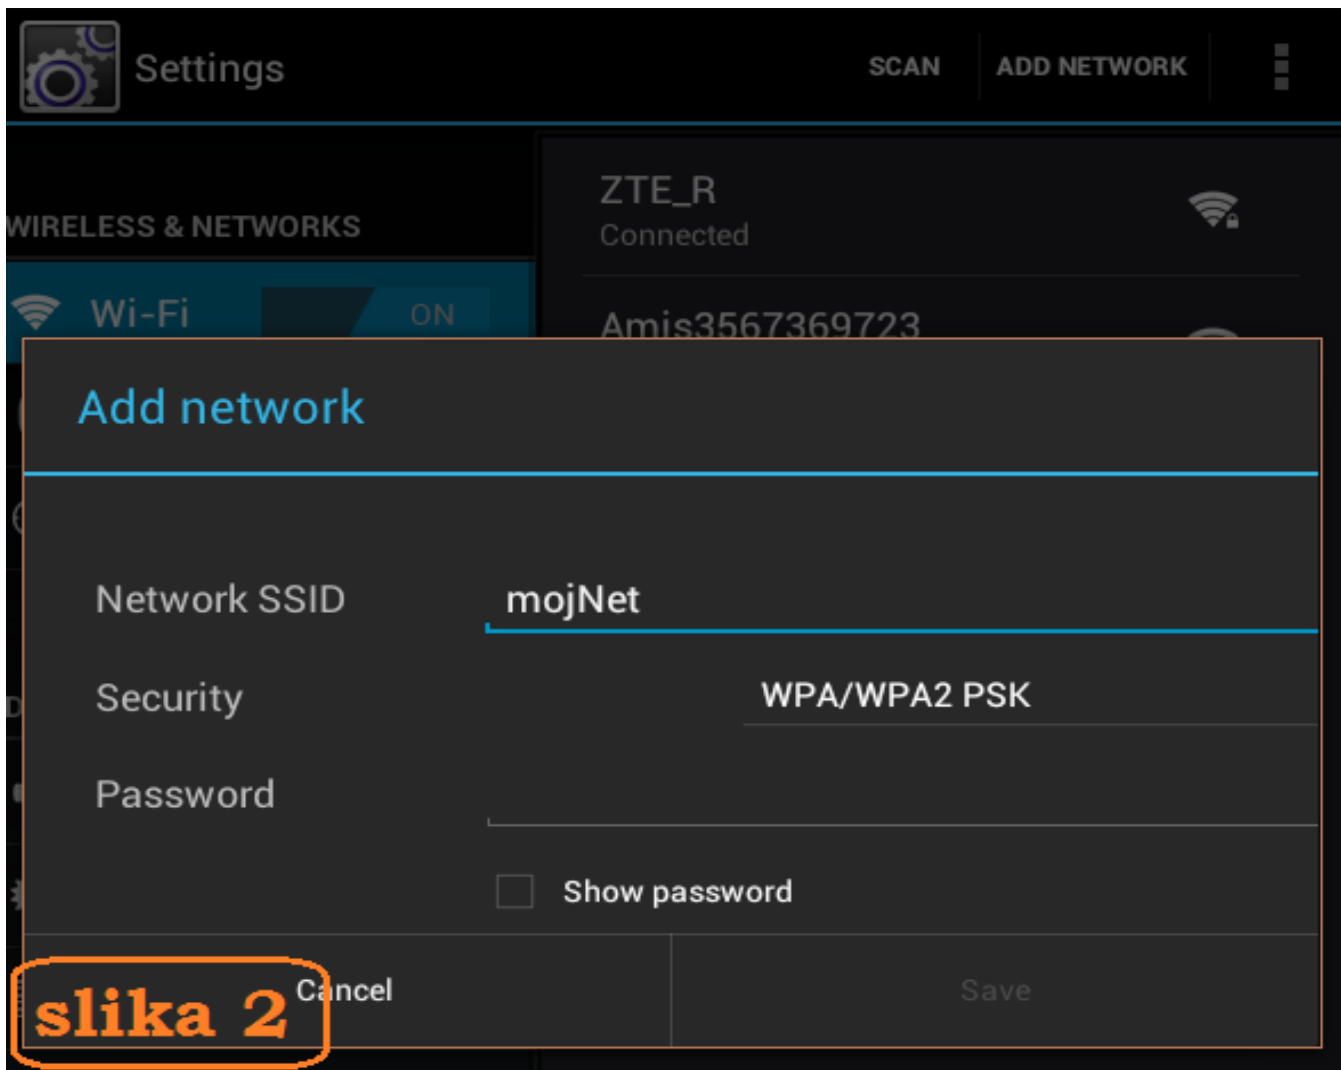 Settings
SCAN
ADD NETWORK
WIRELESS & NETWORKS
ZTE_R
Connected
Wi-Fi
ON
Amis3567369723
Add network
Network SSID
mojNet
Security
WPA/WPA2 PSK
Password
Show password
Cancel
Save
slika 2